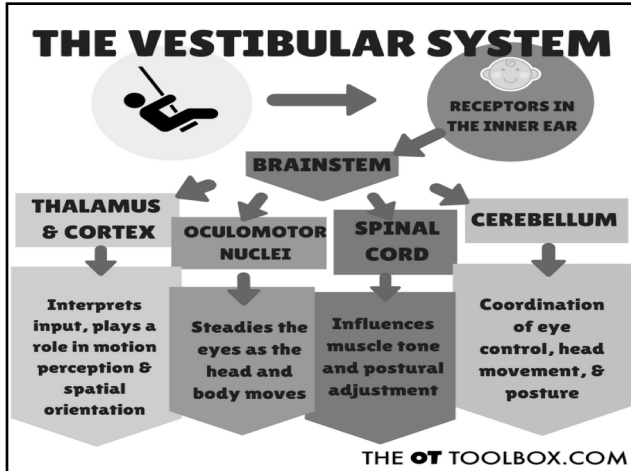 THE VESTIBULAR SYSTEM
RECEPTORS IN
THE INNER EAR
BRAINSTEM
THALAMUS
& CORTEX
OCULOMOTOR
NUCLEI
SPINAL
CORD
CEREBELLUM
Interprets
input, plays a
role in motion
perception &
spatial
orientation
Steadies the
eyes as the
head and
body moves
Influences
muscle tone
and postural
adjustment
Coordination
of eye
control, head
movement, &
posture
THE OT TOOLBOX.COM